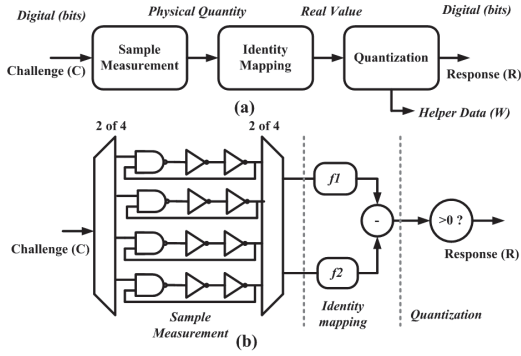 Digital (bits)
Physical Quantity
Real Value
Digital (bits)
Challenge (C)
Sample
Measurement
Identity
Mapping
Quantization
Response (R)
Helper Data (W)
(a)
2 of 4
2 of 4
Challenge (C)
f1
f2
-
>0 ?
Response (R)
Sample
Measurement
Identity
mapping
Quantization
(b)